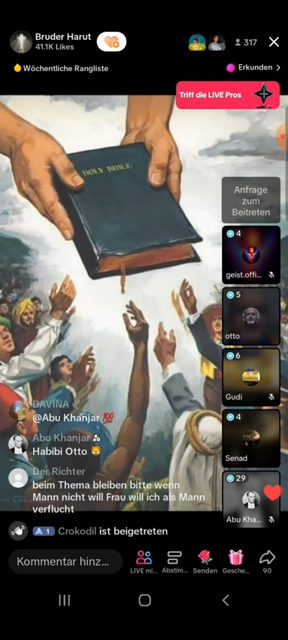 Bruder Harut
41.1K Likes
317
Wöchentliche Rangliste
Erkunden >
Triff die LIVE Pros
HOLY BIBLE
Anfrage
zum
Beitreten
4
geist.offi...
5
otto
6
Gudi
4
Senad
29
Abu Kha...
DAVINA
@Abu Khanjar 💯
Abu Khanjar
Habibi Otto
Der Richter
beim Thema bleiben bitte wenn
Mann nicht will Frau will ich als Mann
verflucht
1 Crokodil ist beigetreten
Kommentar hinz...
LIVE mi...
Abstim...
Senden
Gesche...
90